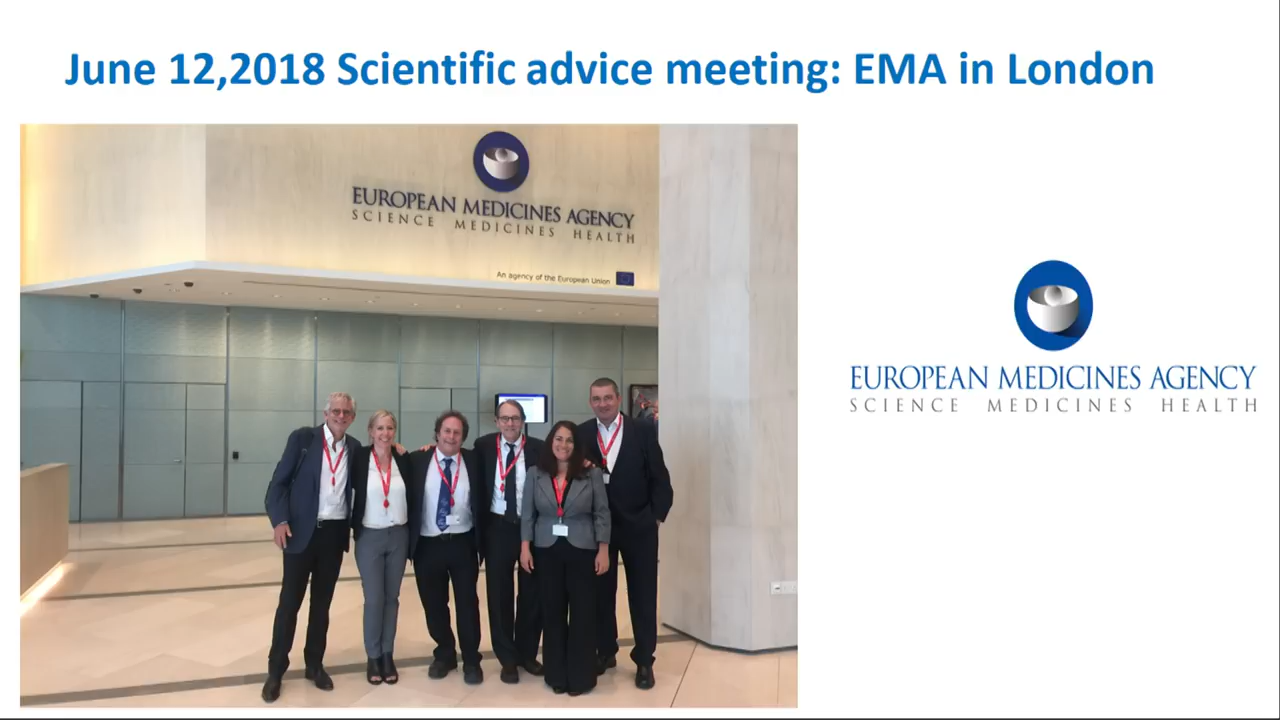 June 12,2018 Scientific advice meeting: EMA in London
EUROPEAN MEDICINES AGENCY
SCIENCE MEDICINES HEALTH
An agency of the European Union
EUROPEAN MEDICINES AGENCY
SCIENCE MEDICINES HEALTH